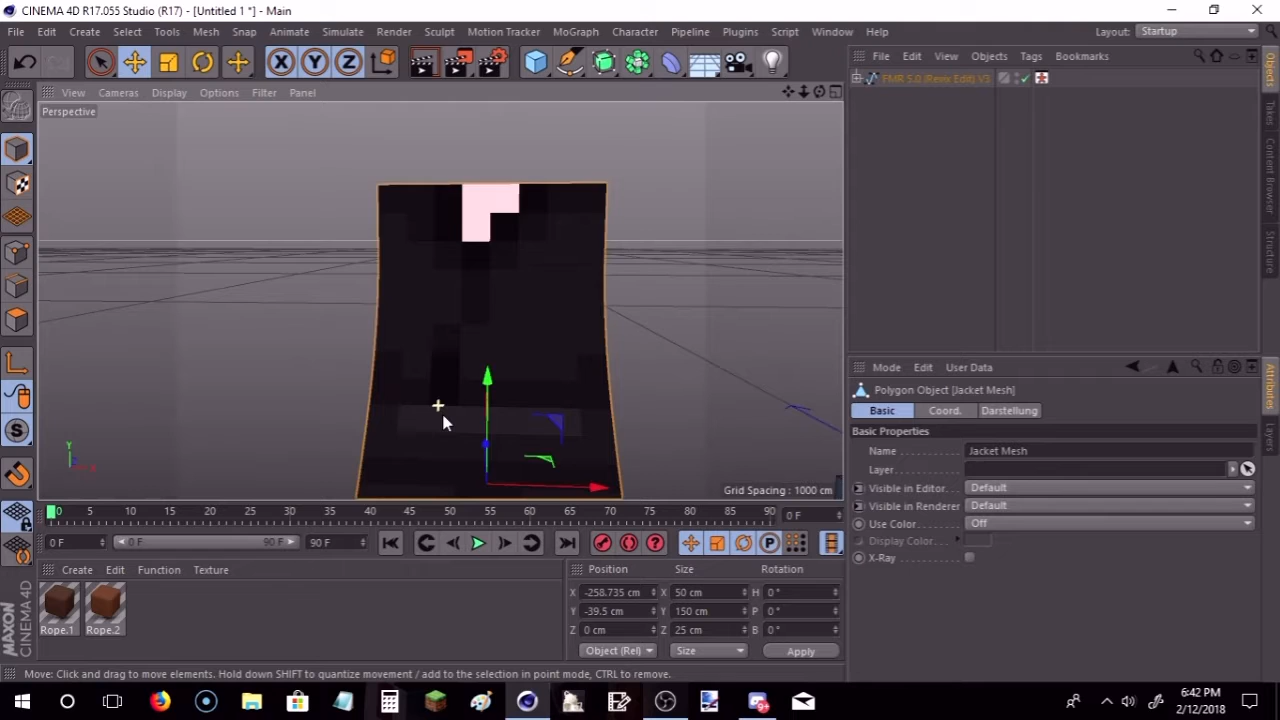 CINEMA 4D R17.055 Studio (R17) - [Untitled 1 *] - Main
File Edit Create Select Tools Mesh Snap Animate Simulate Render Sculpt Motion Tracker MoGraph Character Pipeline Plugins Script Window Help Layout: Startup
X Y Z
File Edit View Objects Tags Bookmarks
View Cameras Display Options Filter Panel
FMR 5.0 (Revix Edit) V3
Perspective
Objects
Takes
Content Browser
Structure
Mode Edit User Data
Polygon Object [Jacket Mesh]
Basic Coord. Darstellung
Basic Properties
Name Jacket Mesh
Layer
Visible in Editor Default
Visible in Renderer Default
Use Color Off
Display Color
X-Ray
Attributes
Layers
Y
X
Grid Spacing : 1000 cm
0 5 10 15 20 25 30 35 40 45 50 55 60 65 70 75 80 85 90 0 F
0 F 0 F 90 F 90 F
Create Edit Function Texture
Position Size Rotation
X -258.735 cm X 50 cm H 0 °
Y -39.5 cm Y 150 cm P 0 °
Z 0 cm Z 25 cm B 0 °
Object (Rel) Size Apply
Rope.1 Rope.2
MAXON CINEMA 4D
Move: Click and drag to move elements. Hold down SHIFT to quantize movement / add to the selection in point mode, CTRL to remove.
6:42 PM
2/12/2018